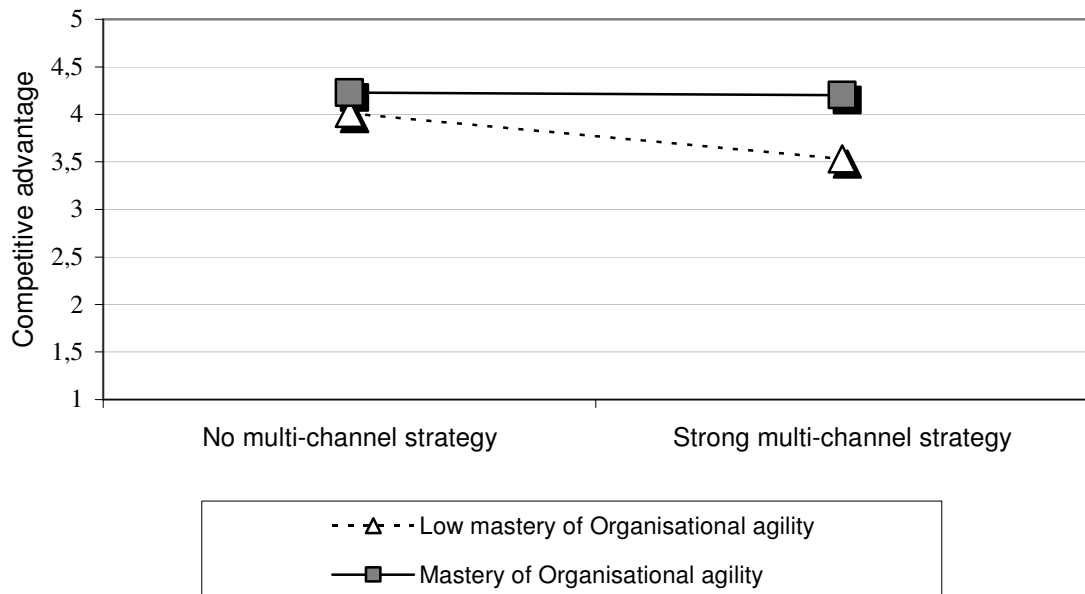 5
4,5
4
3,5
3
2,5
2
1,5
1
Competitive advantage
No multi-channel strategy
Strong multi-channel strategy
Low mastery of Organisational agility
Mastery of Organisational agility